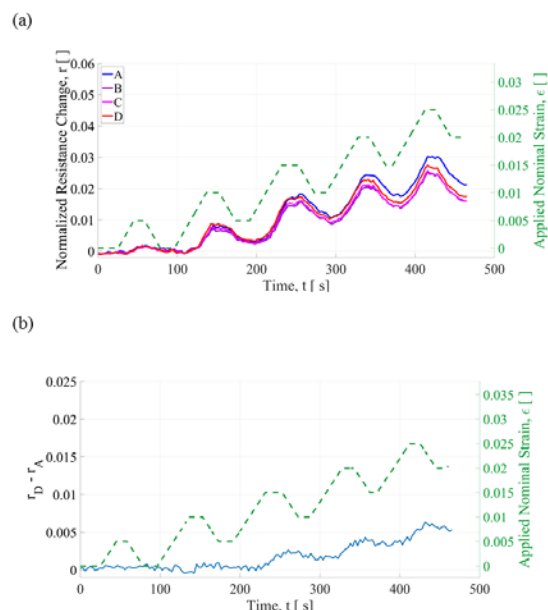 (a)
0.06
0.05
0.04
0.03
0.02
0.01
0
Normalized Resistance Change, r [ ]
A
B
C
D
0.03
0.025
0.02
0.015
0.01
0.005
0
Applied Nominal Strain, ϵ [ ]
0 100 200 300 400 500
Time, t [ s]
(b)
0.025
0.02
0.015
0.01
0.005
0
r_D - r_A
0.035
0.03
0.025
0.02
0.015
0.01
0.005
0
Applied Nominal Strain, ϵ [ ]
0 100 200 300 400 500
Time, t [ s]